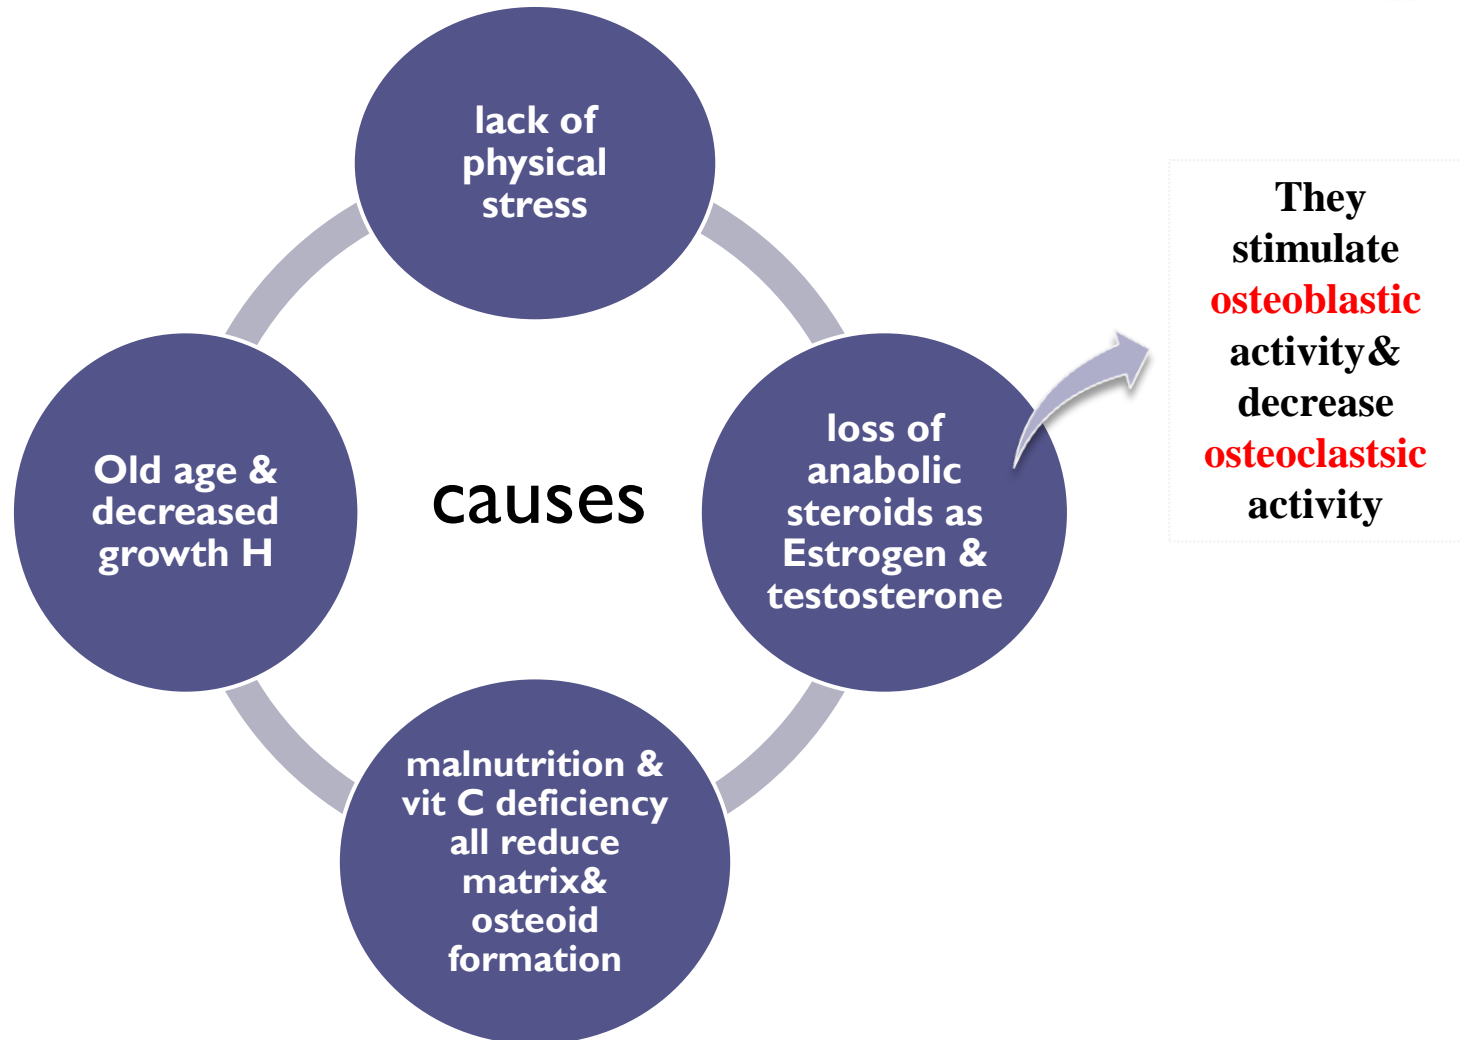 lack of
physical
stress
They
stimulate
osteoblastic
activity&
decrease
osteoclastsic
activity
loss of
anabolic
steroids as
Estrogen &
testosterone
causes
Old age &
decreased
growth H
malnutrition &
vit C deficiency
all reduce
matrix&
osteoid
formation